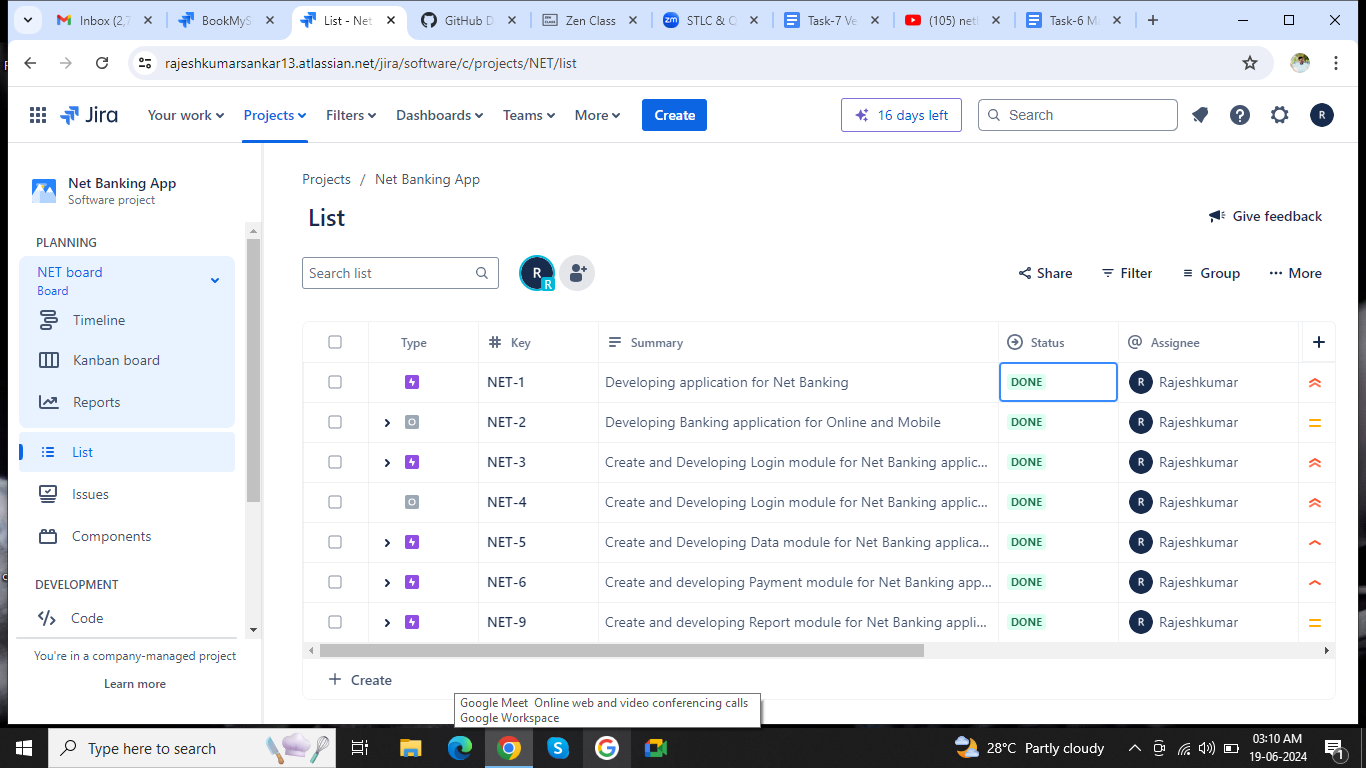 Inbox (2,7
BookMyS
List - Net
GitHub D
Zen Class
STLC & Q
Task-7 Ve
(105) netl
Task-6 M
rajeshkumarsankar13.atlassian.net/jira/software/c/projects/NET/list
Jira
Your work
Projects
Filters
Dashboards
Teams
More
Create
16 days left
Search
R
Net Banking App
Software project
PLANNING
NET board
Board
Timeline
Kanban board
Reports
List
Issues
Components
DEVELOPMENT
Code
You're in a company-managed project
Learn more
Projects / Net Banking App
List
Give feedback
Search list
R
R
Share
Filter
Group
More
Type # Key Summary Status @ Assignee +
NET-1 Developing application for Net Banking DONE R Rajeshkumar
NET-2 Developing Banking application for Online and Mobile DONE R Rajeshkumar
NET-3 Create and Developing Login module for Net Banking applic... DONE R Rajeshkumar
NET-4 Create and Developing Login module for Net Banking applic... DONE R Rajeshkumar
NET-5 Create and Developing Data module for Net Banking applica... DONE R Rajeshkumar
NET-6 Create and developing Payment module for Net Banking app... DONE R Rajeshkumar
NET-9 Create and developing Report module for Net Banking appli... DONE R Rajeshkumar
+ Create
Google Meet Online web and video conferencing calls
Google Workspace
Type here to search
28°C Partly cloudy
03:10 AM
19-06-2024
1